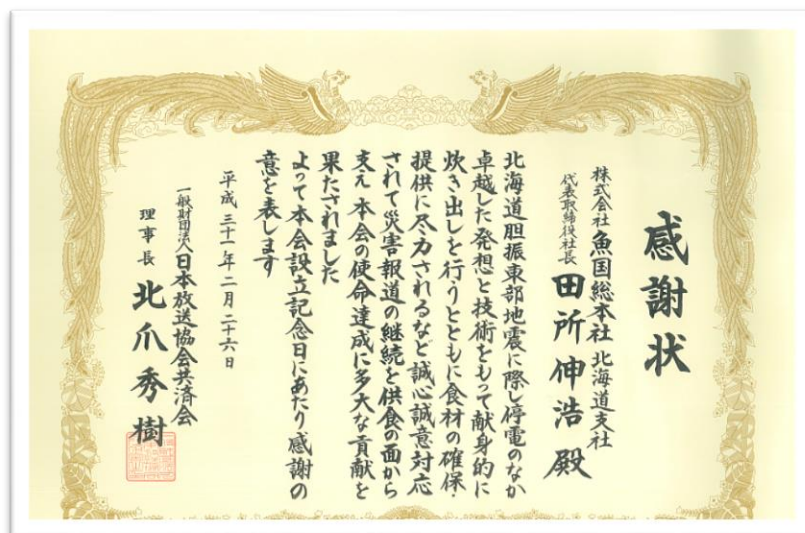 感謝状
株式会社 魚国総本社 北海道支社
代表取締役社長 田所伸浩 殿
北海道胆振東部地震に際し停電のなか
卓越した発想と技術をもって献身的に
炊き出しを行うとともに食材の確保・
提供に尽力されるなど誠心誠意対応
されて災害報道の継続を供食の面から
支え本会の使命達成に多大な貢献を
果たされました
よって本会設立記念日にあたり感謝の
意を表します
平成三十一年二月二十六日
一般財団法人日本放送協会共済会
理事長 北爪秀樹